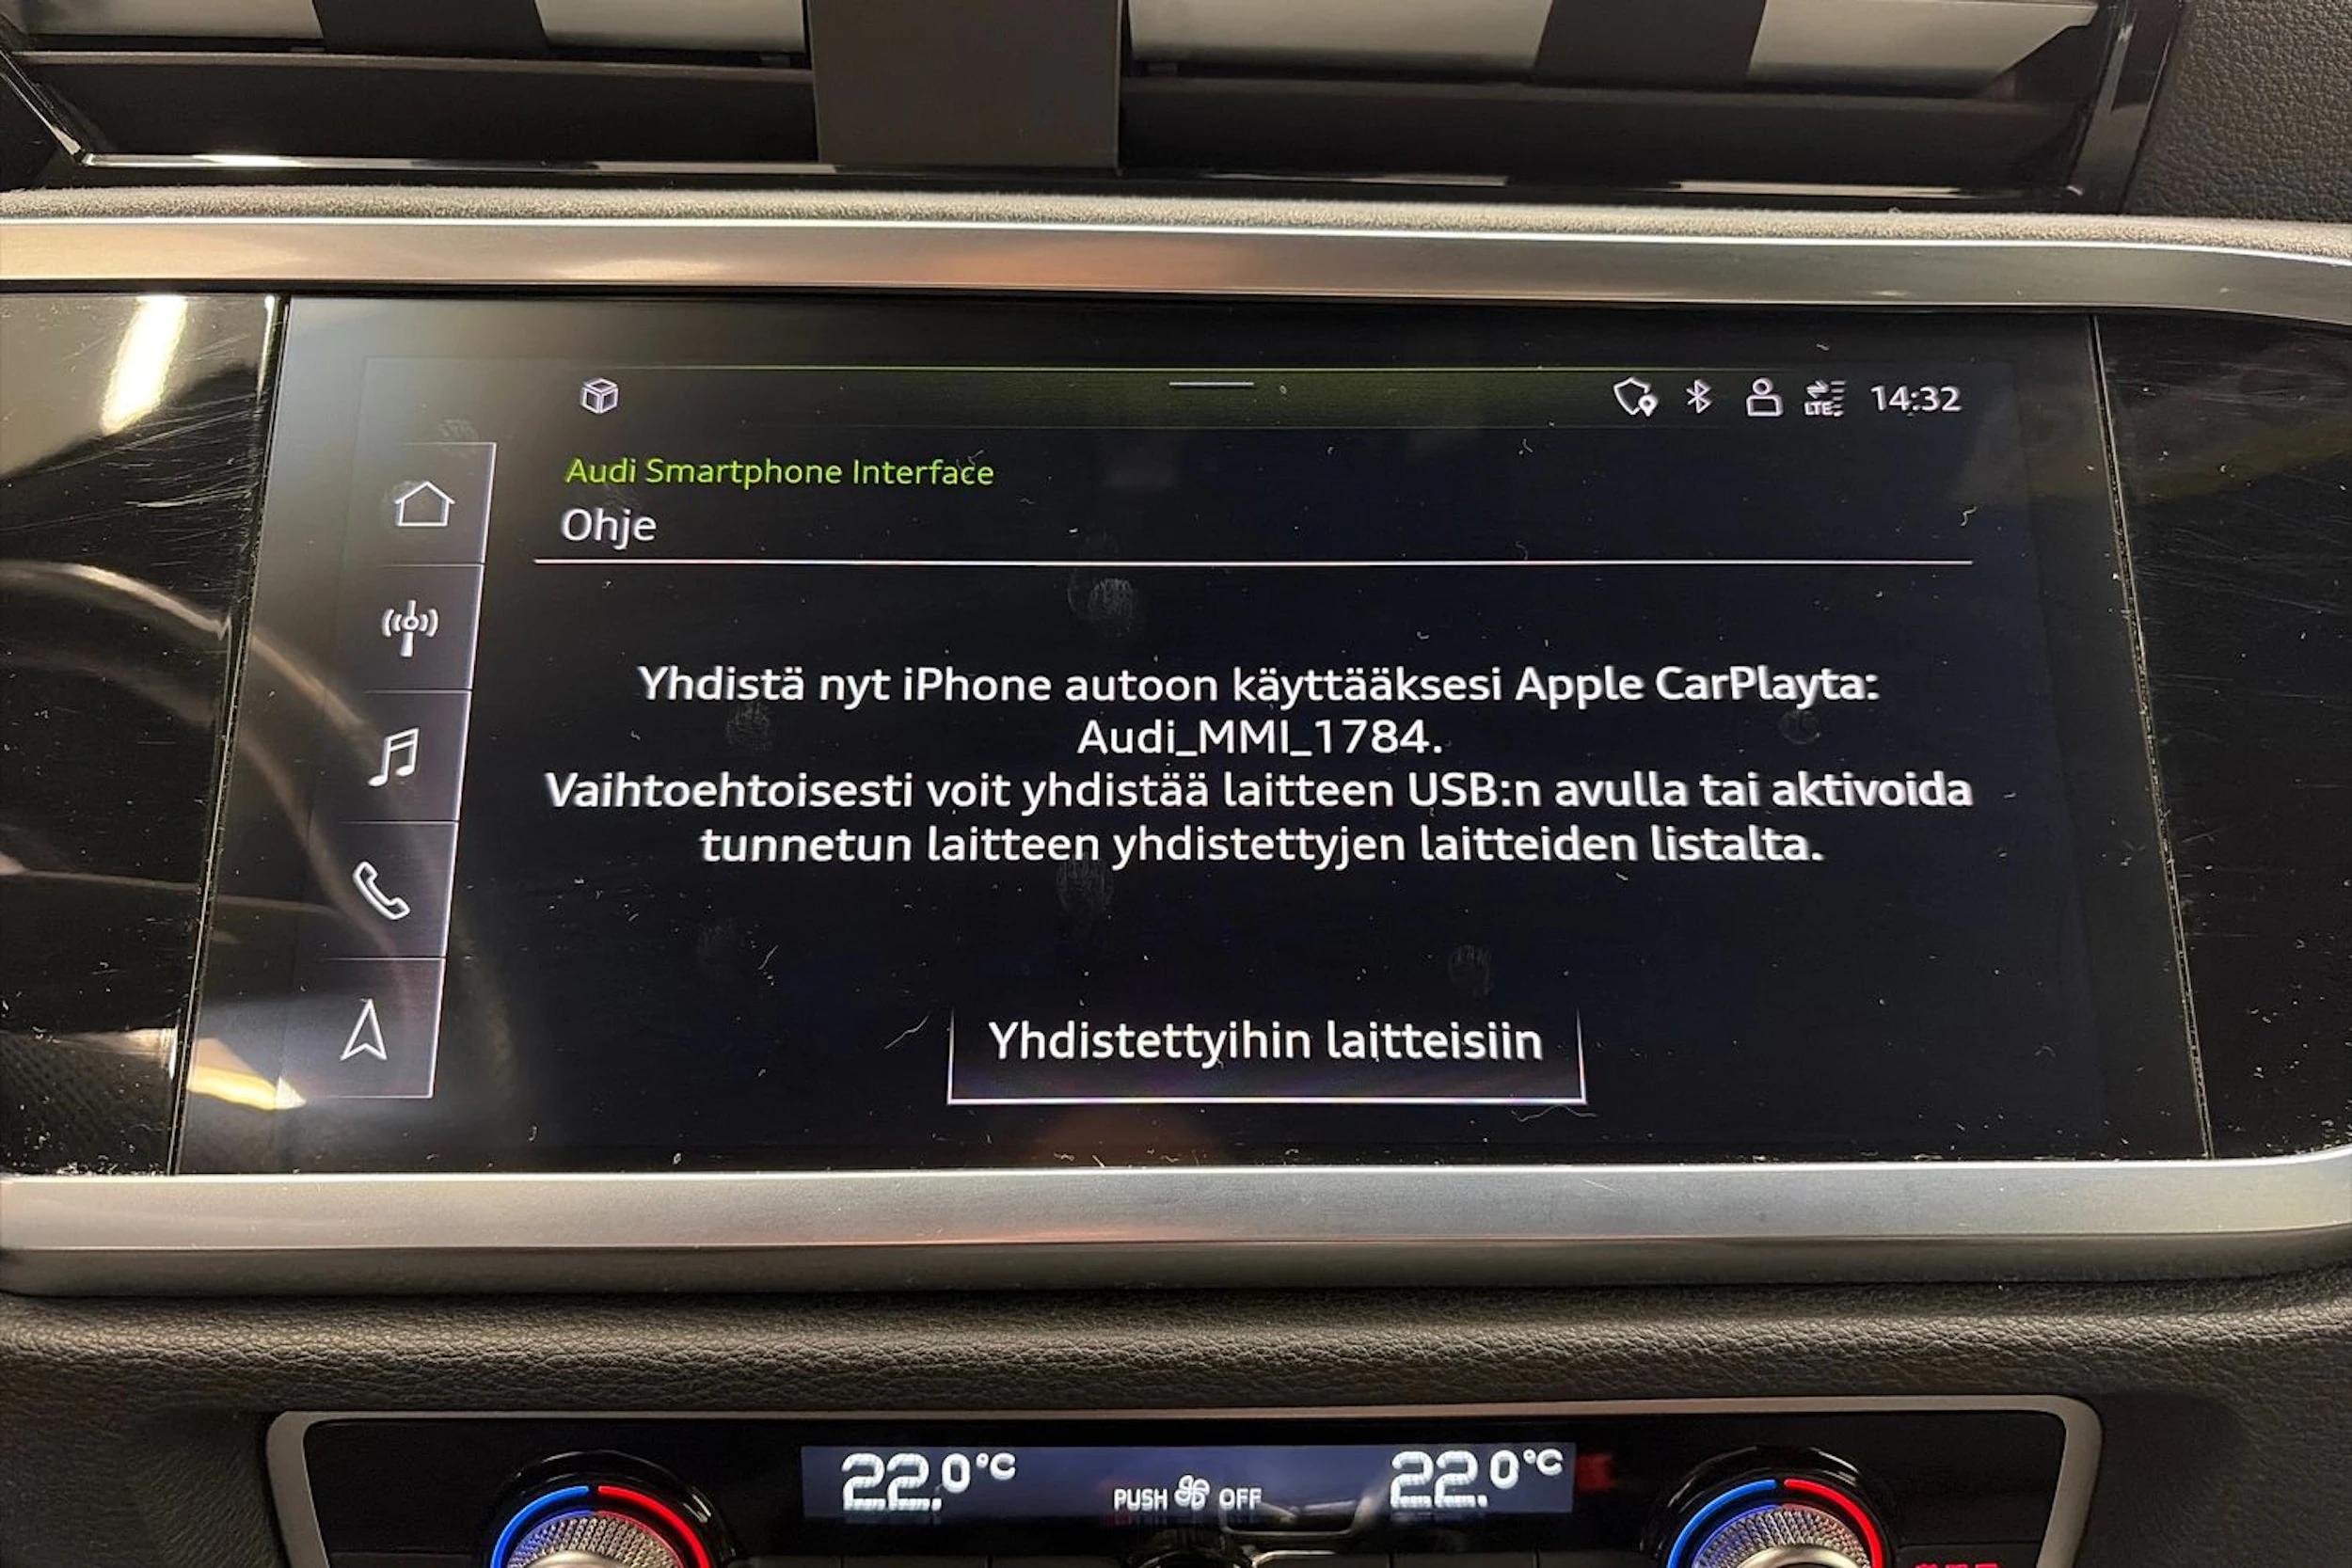 LTE 14:32
Audi Smartphone Interface
Ohje
Yhdistä nyt iPhone autoon käyttääksesi Apple CarPlayta:
Audi_MMI_1784.
Vaihtoehtoisesti voit yhdistää laitteen USB:n avulla tai aktivoida
tunnetun laitteen yhdistettyjen laitteiden listalta.
Yhdistettyihin laitteisiin
22.0°C PUSH OFF 22.0°C